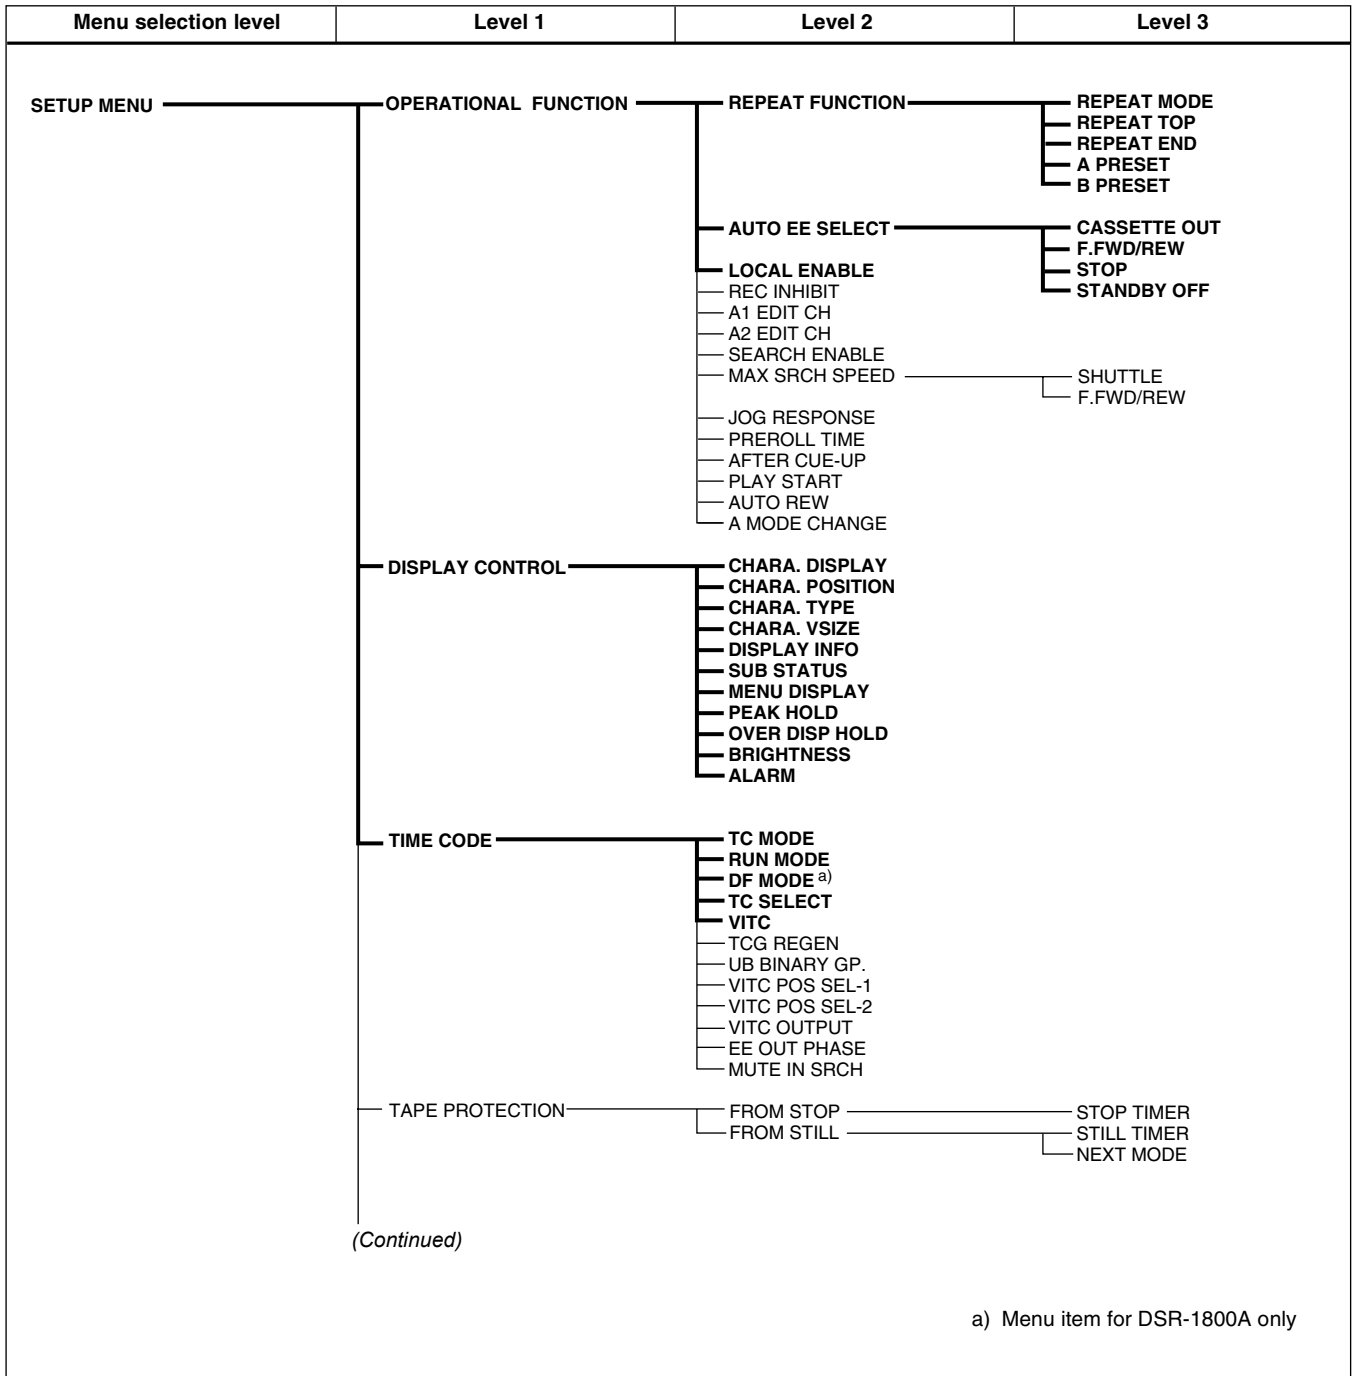 Menu selection level Level 1 Level 2 Level 3
SETUP MENU OPERATIONAL FUNCTION REPEAT FUNCTION REPEAT MODE
REPEAT TOP
REPEAT END
A PRESET
B PRESET
AUTO EE SELECT CASSETTE OUT
F.FWD/REW
LOCAL ENABLE STOP
REC INHIBIT STANDBY OFF
A1 EDIT CH
A2 EDIT CH
SEARCH ENABLE
MAX SRCH SPEED SHUTTLE
F.FWD/REW
JOG RESPONSE
PREROLL TIME
AFTER CUE-UP
PLAY START
AUTO REW
A MODE CHANGE
DISPLAY CONTROL CHARA. DISPLAY
CHARA. POSITION
CHARA. TYPE
CHARA. VSIZE
DISPLAY INFO
SUB STATUS
MENU DISPLAY
PEAK HOLD
OVER DISP HOLD
BRIGHTNESS
ALARM
TIME CODE TC MODE
RUN MODE
DF MODE a)
TC SELECT
VITC
TCG REGEN
UB BINARY GP.
VITC POS SEL-1
VITC POS SEL-2
VITC OUTPUT
EE OUT PHASE
MUTE IN SRCH
TAPE PROTECTION FROM STOP STOP TIMER
FROM STILL STILL TIMER
NEXT MODE
(Continued)
a) Menu item for DSR-1800A only